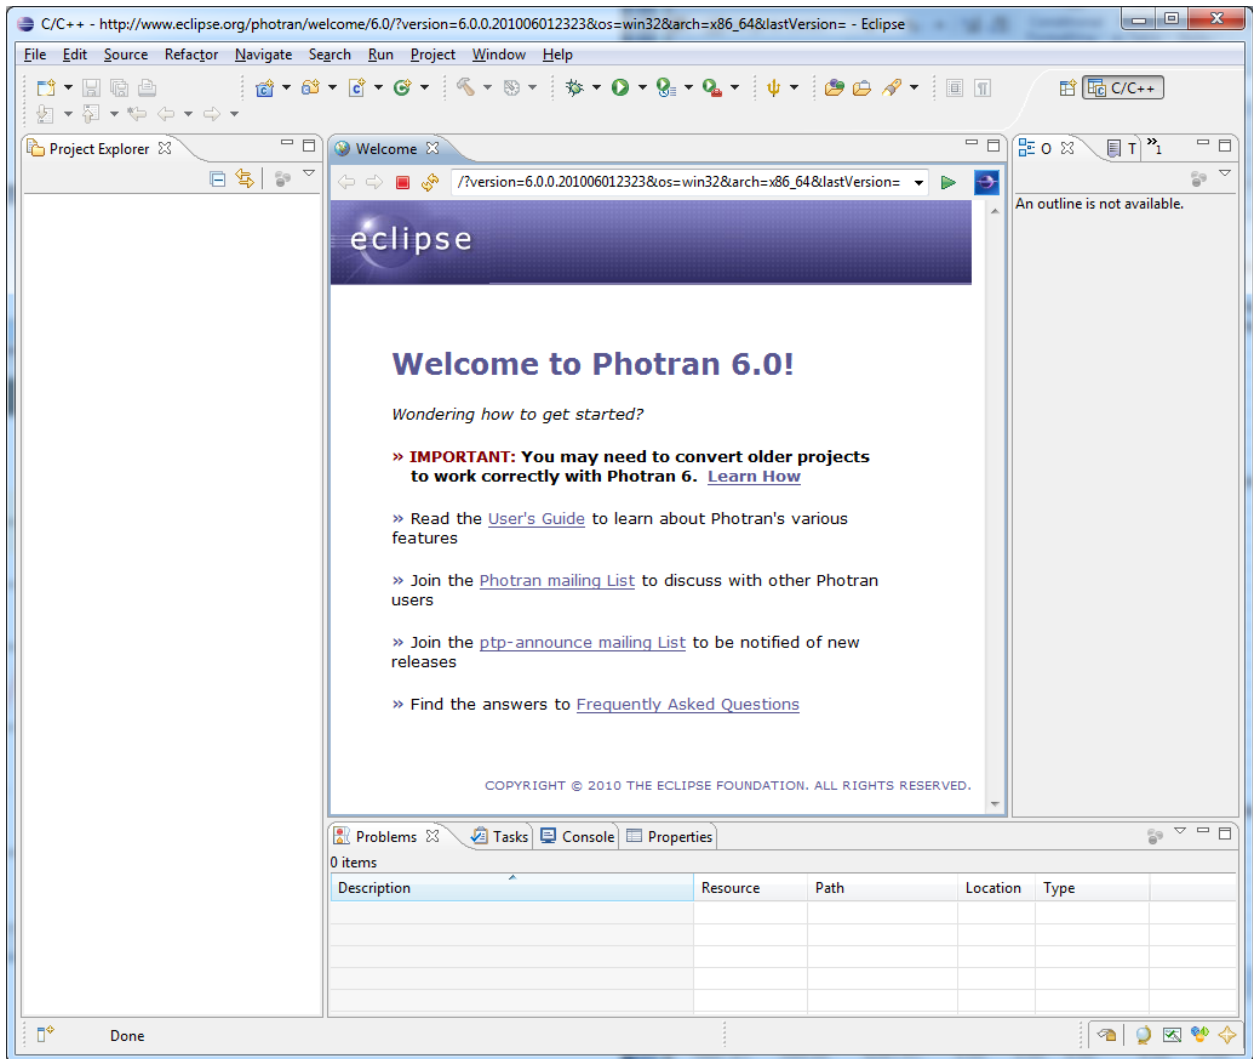 C/C++ - http://www.eclipse.org/photran/welcome/6.0/?version=6.0.0.201006012323&os=win32&arch=x86_64&lastVersion= - Eclipse
File Edit Source Refactor Navigate Search Run Project Window Help
C/C++
Project Explorer
Welcome
O
T
»1
/?version=6.0.0.201006012323&os=win32&arch=x86_64&lastVersion=
An outline is not available.
eclipse
Welcome to Photran 6.0!
Wondering how to get started?
» IMPORTANT: You may need to convert older projects
to work correctly with Photran 6. Learn How
» Read the User's Guide to learn about Photran's various
features
» Join the Photran mailing List to discuss with other Photran
users
» Join the ptp-announce mailing List to be notified of new
releases
» Find the answers to Frequently Asked Questions
COPYRIGHT © 2010 THE ECLIPSE FOUNDATION. ALL RIGHTS RESERVED.
Problems Tasks Console Properties
0 items
Description Resource Path Location Type
Done